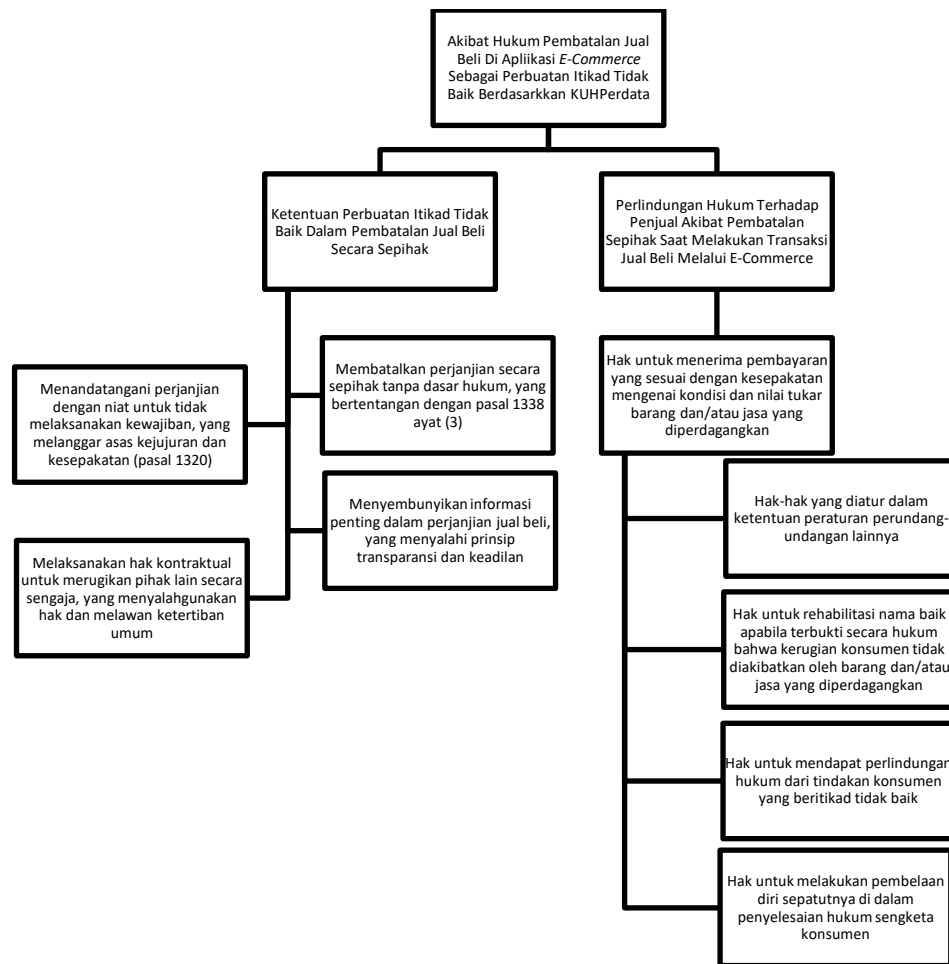 Akibat Hukum Pembatalan Jual
Beli Di Apliikasi E-Commerce
Sebagai Perbuatan Itikad Tidak
Baik Berdasarkkan KUHPerdata
Ketentuan Perbuatan Itikad Tidak
Baik Dalam Pembatalan Jual Beli
Secara Sepihak
Perlindungan Hukum Terhadap
Penjual Akibat Pembatalan
Sepihak Saat Melakukan Transaksi
Jual Beli Melalui E-Commerce
Menandatangani perjanjian
dengan niat untuk tidak
melaksanakan kewajiban, yang
melanggar asas kejujuran dan
kesepakatan (pasal 1320)
Membatalkan perjanjian secara
sepihak tanpa dasar hukum, yang
bertentangan dengan pasal 1338
ayat (3)
Melaksanakan hak kontraktual
untuk merugikan pihak lain secara
sengaja, yang menyalahgunakan
hak dan melawan ketertiban
umum
Menyembunyikan informasi
penting dalam perjanjian jual beli,
yang menyalahi prinsip
transparansi dan keadilan
Hak untuk menerima pembayaran
yang sesuai dengan kesepakatan
mengenai kondisi dan nilai tukar
barang dan/atau jasa yang
diperdagangkan
Hak-hak yang diatur dalam
ketentuan peraturan perundang-
undangan lainnya
Hak untuk rehabilitasi nama baik
apabila terbukti secara hukum
bahwa kerugian konsumen tidak
diakibatkan oleh barang dan/atau
jasa yang diperdagangkan
Hak untuk mendapat perlindungan
hukum dari tindakan konsumen
yang beritikad tidak baik
Hak untuk melakukan pembelaan
diri sepatutnya di dalam
penyelesaian hukum sengketa
konsumen